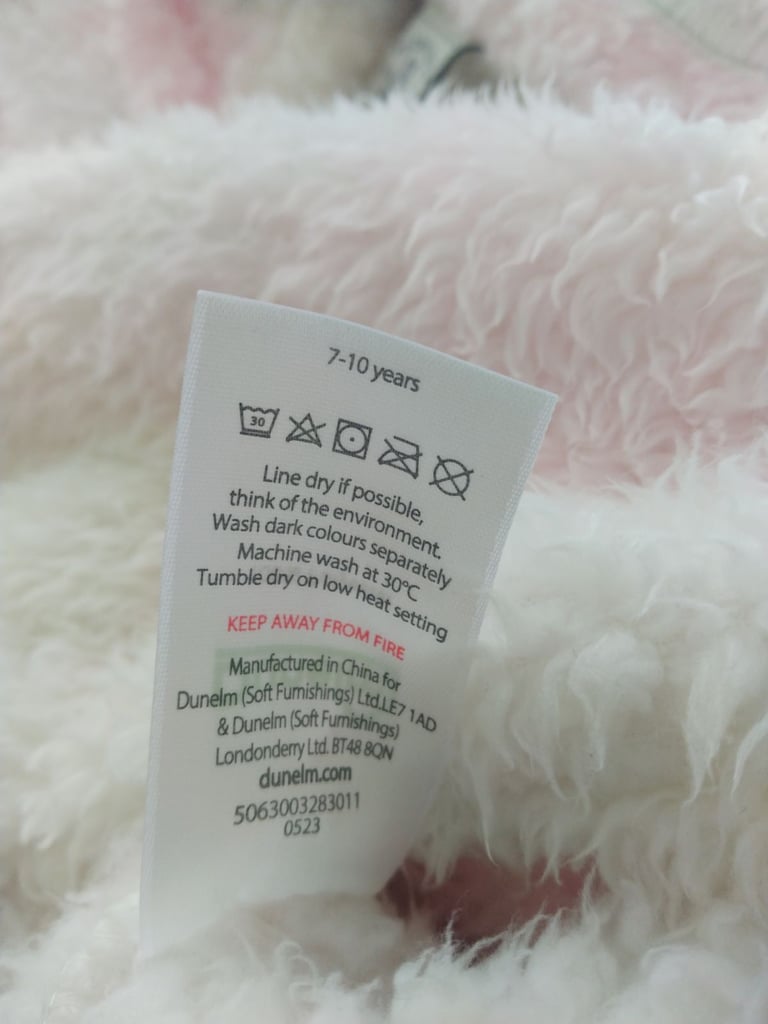 7-10 years
30
Line dry if possible,
think of the environment.
Wash dark colours separately
Machine wash at 30°C
Tumble dry on low heat setting
KEEP AWAY FROM FIRE
Manufactured in China for
Dunelm (Soft Furnishings) Ltd.LE7 1AD
& Dunelm (Soft Furnishings)
Londonderry Ltd. BT48 8QN
dunelm.com
5063003283011
0523